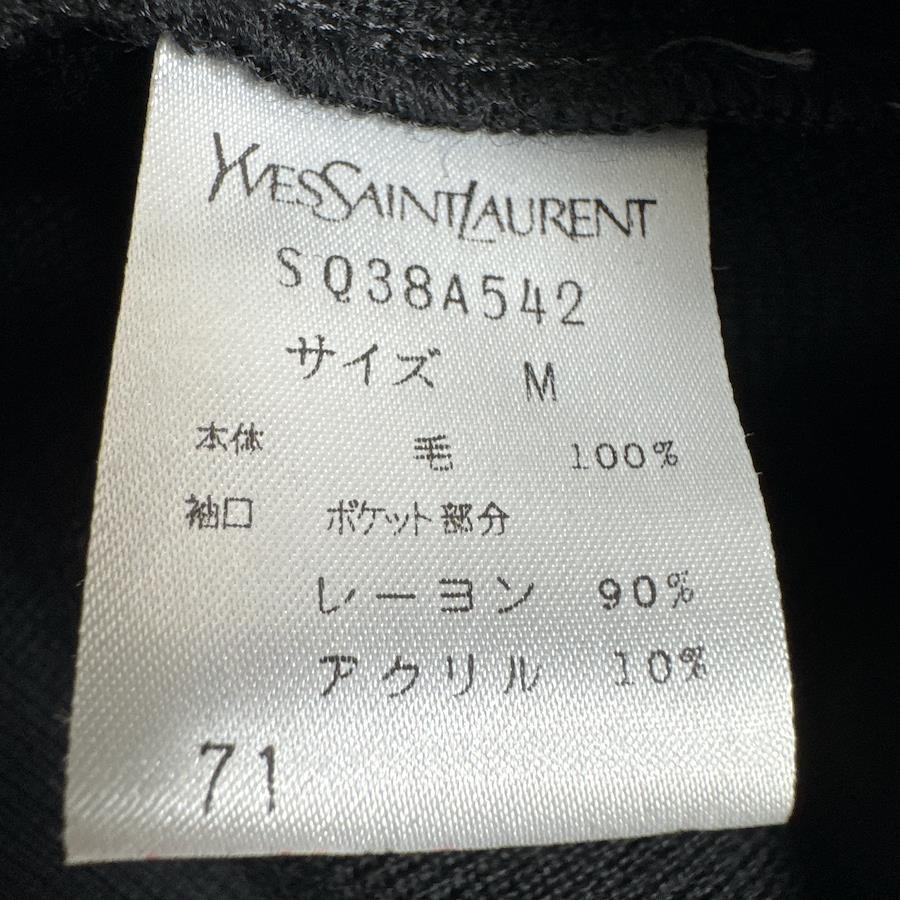 YVESSAINTLAURENT
SQ38A542
サイズ M
本体 毛 100%
袖口 ポケット部分
レーヨン 90%
アクリル 10%
71